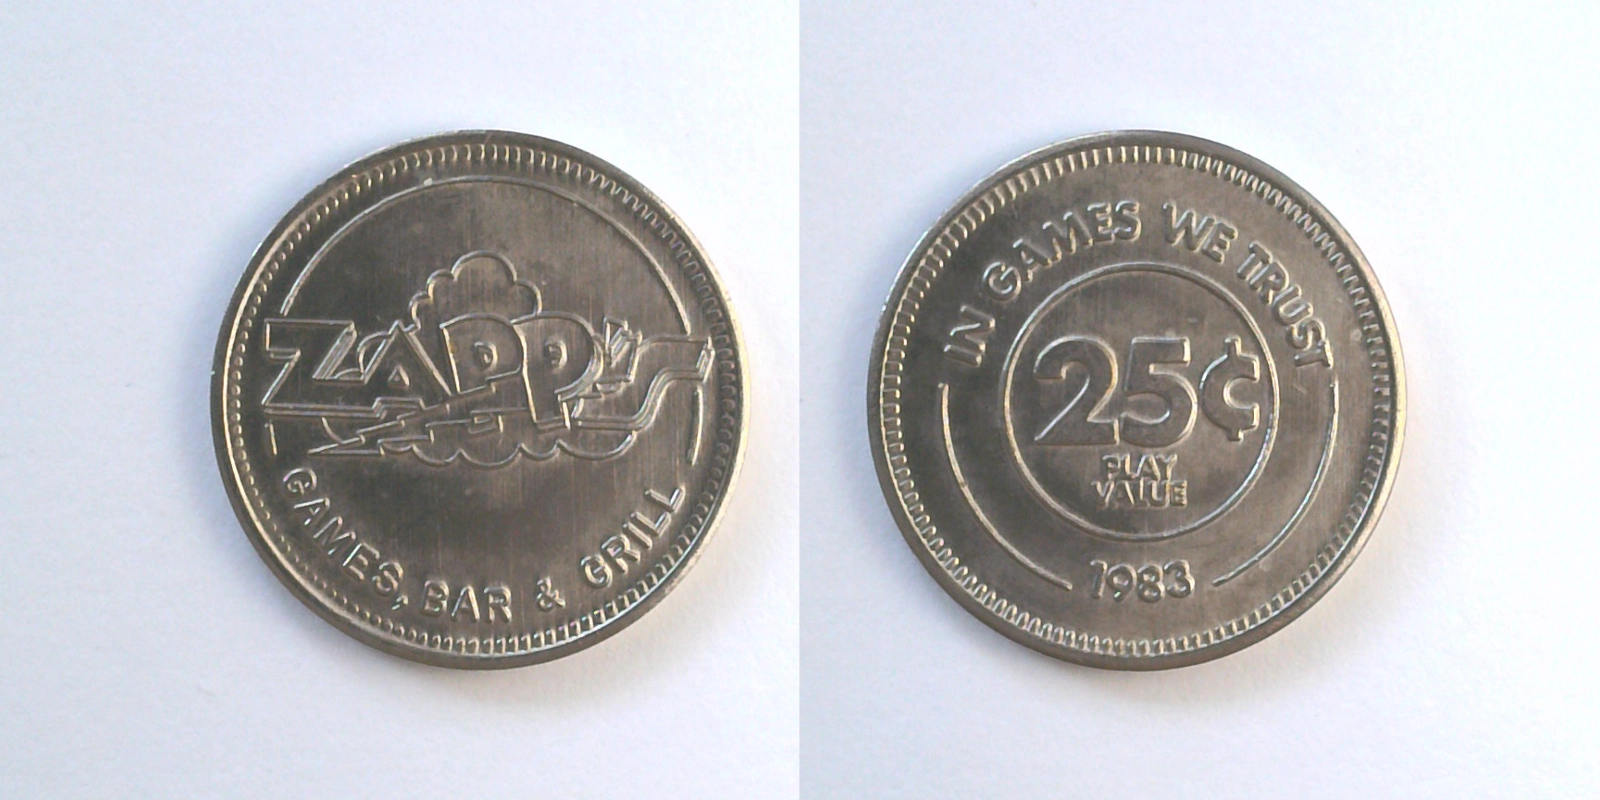 ZAPP'S
GAMES, BAR & GRILL
IN GAMES WE TRUST
25¢
PLAY
VALUE
1983